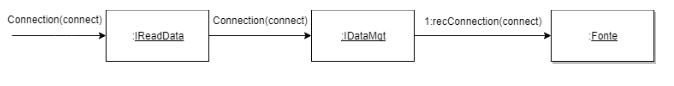 Connection(connect)
:IReadData
Connection(connect)
:IDataMgt
1:recConnection(connect)
:Fonte